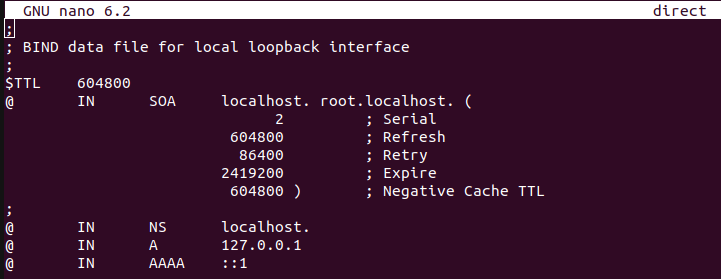 GNU nano 6.2 direct
;
; BIND data file for local loopback interface
;
$TTL 604800
@ IN SOA localhost. root.localhost. (
2 ; Serial
604800 ; Refresh
86400 ; Retry
2419200 ; Expire
604800 ) ; Negative Cache TTL
;
@ IN NS localhost.
@ IN A 127.0.0.1
@ IN AAAA ::1